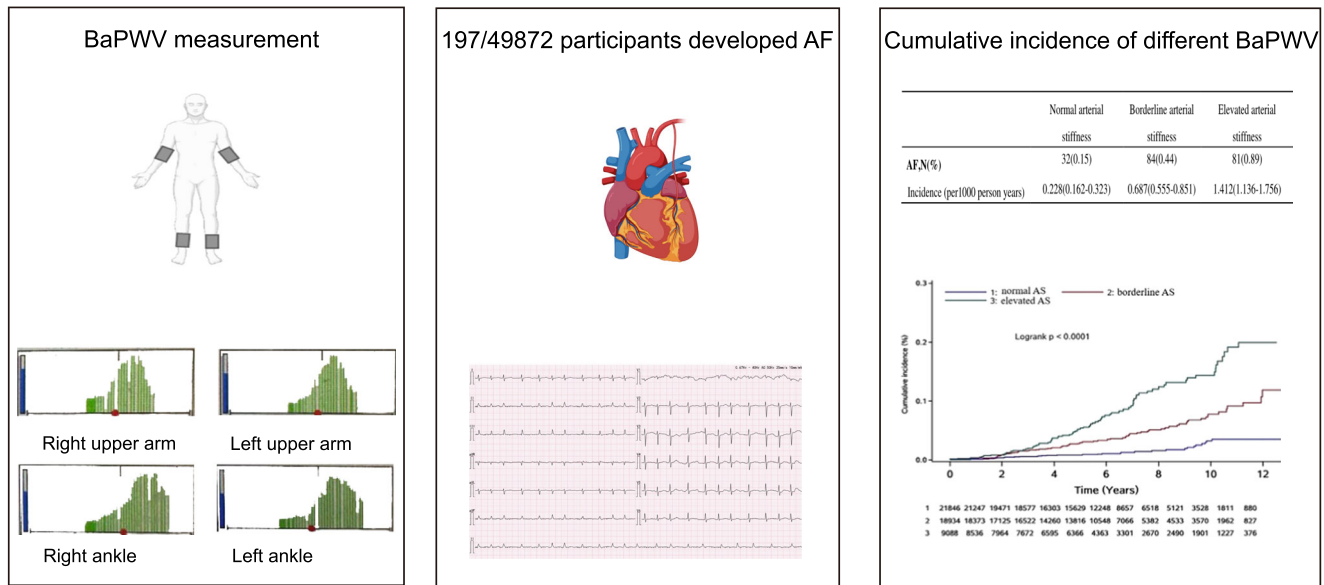 BaPWV measurement
Right upper arm
Left upper arm
Right ankle
Left ankle
197/49872 participants developed AF
Cumulative incidence of different BaPWV
Normal arterial stiffness
Borderline arterial stiffness
Elevated arterial stiffness
AF,N(%) 32(0.15) 84(0.44) 81(0.89)
Incidence (per1000 person years) 0.228(0.162-0.323) 0.687(0.555-0.851) 1.412(1.136-1.756)
1: normal AS
2: borderline AS
3: elevated AS
Logrank p < 0.0001
Cumulative incidence (%)
0.3
0.2
0.1
0.0
0 2 4 6 8 10 12
Time (Years)
1 21846 21247 19471 18577 16303 15629 12248 8657 6518 5121 3528 1811 880
2 18934 18373 17125 16522 14260 13816 10548 7066 5382 4533 3570 1962 827
3 9088 8536 7964 7672 6595 6366 4363 3301 2670 2490 1901 1227 376